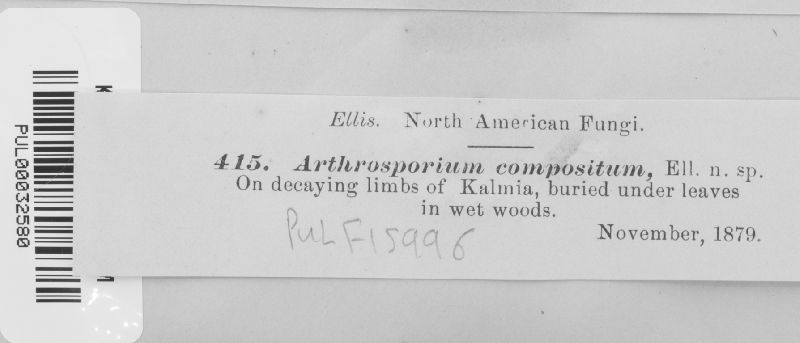 PUL00032580
Ellis. North American Fungi.
415. Arthrosporium compositum, Ell. n. sp.
On decaying limbs of Kalmia, buried under leaves
in wet woods.
November, 1879.
PUL F15996